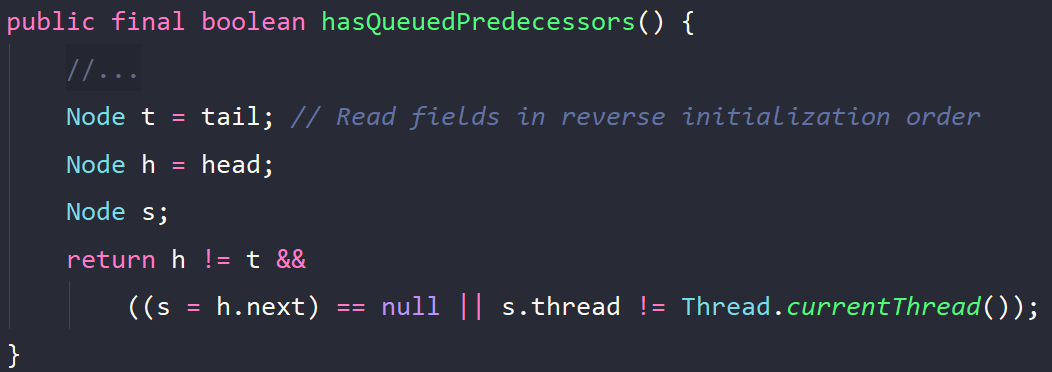 public final boolean hasQueuedPredecessors() {
//...
Node t = tail; // Read fields in reverse initialization order
Node h = head;
Node s;
return h != t &&
((s = h.next) == null || s.thread != Thread.currentThread());
}